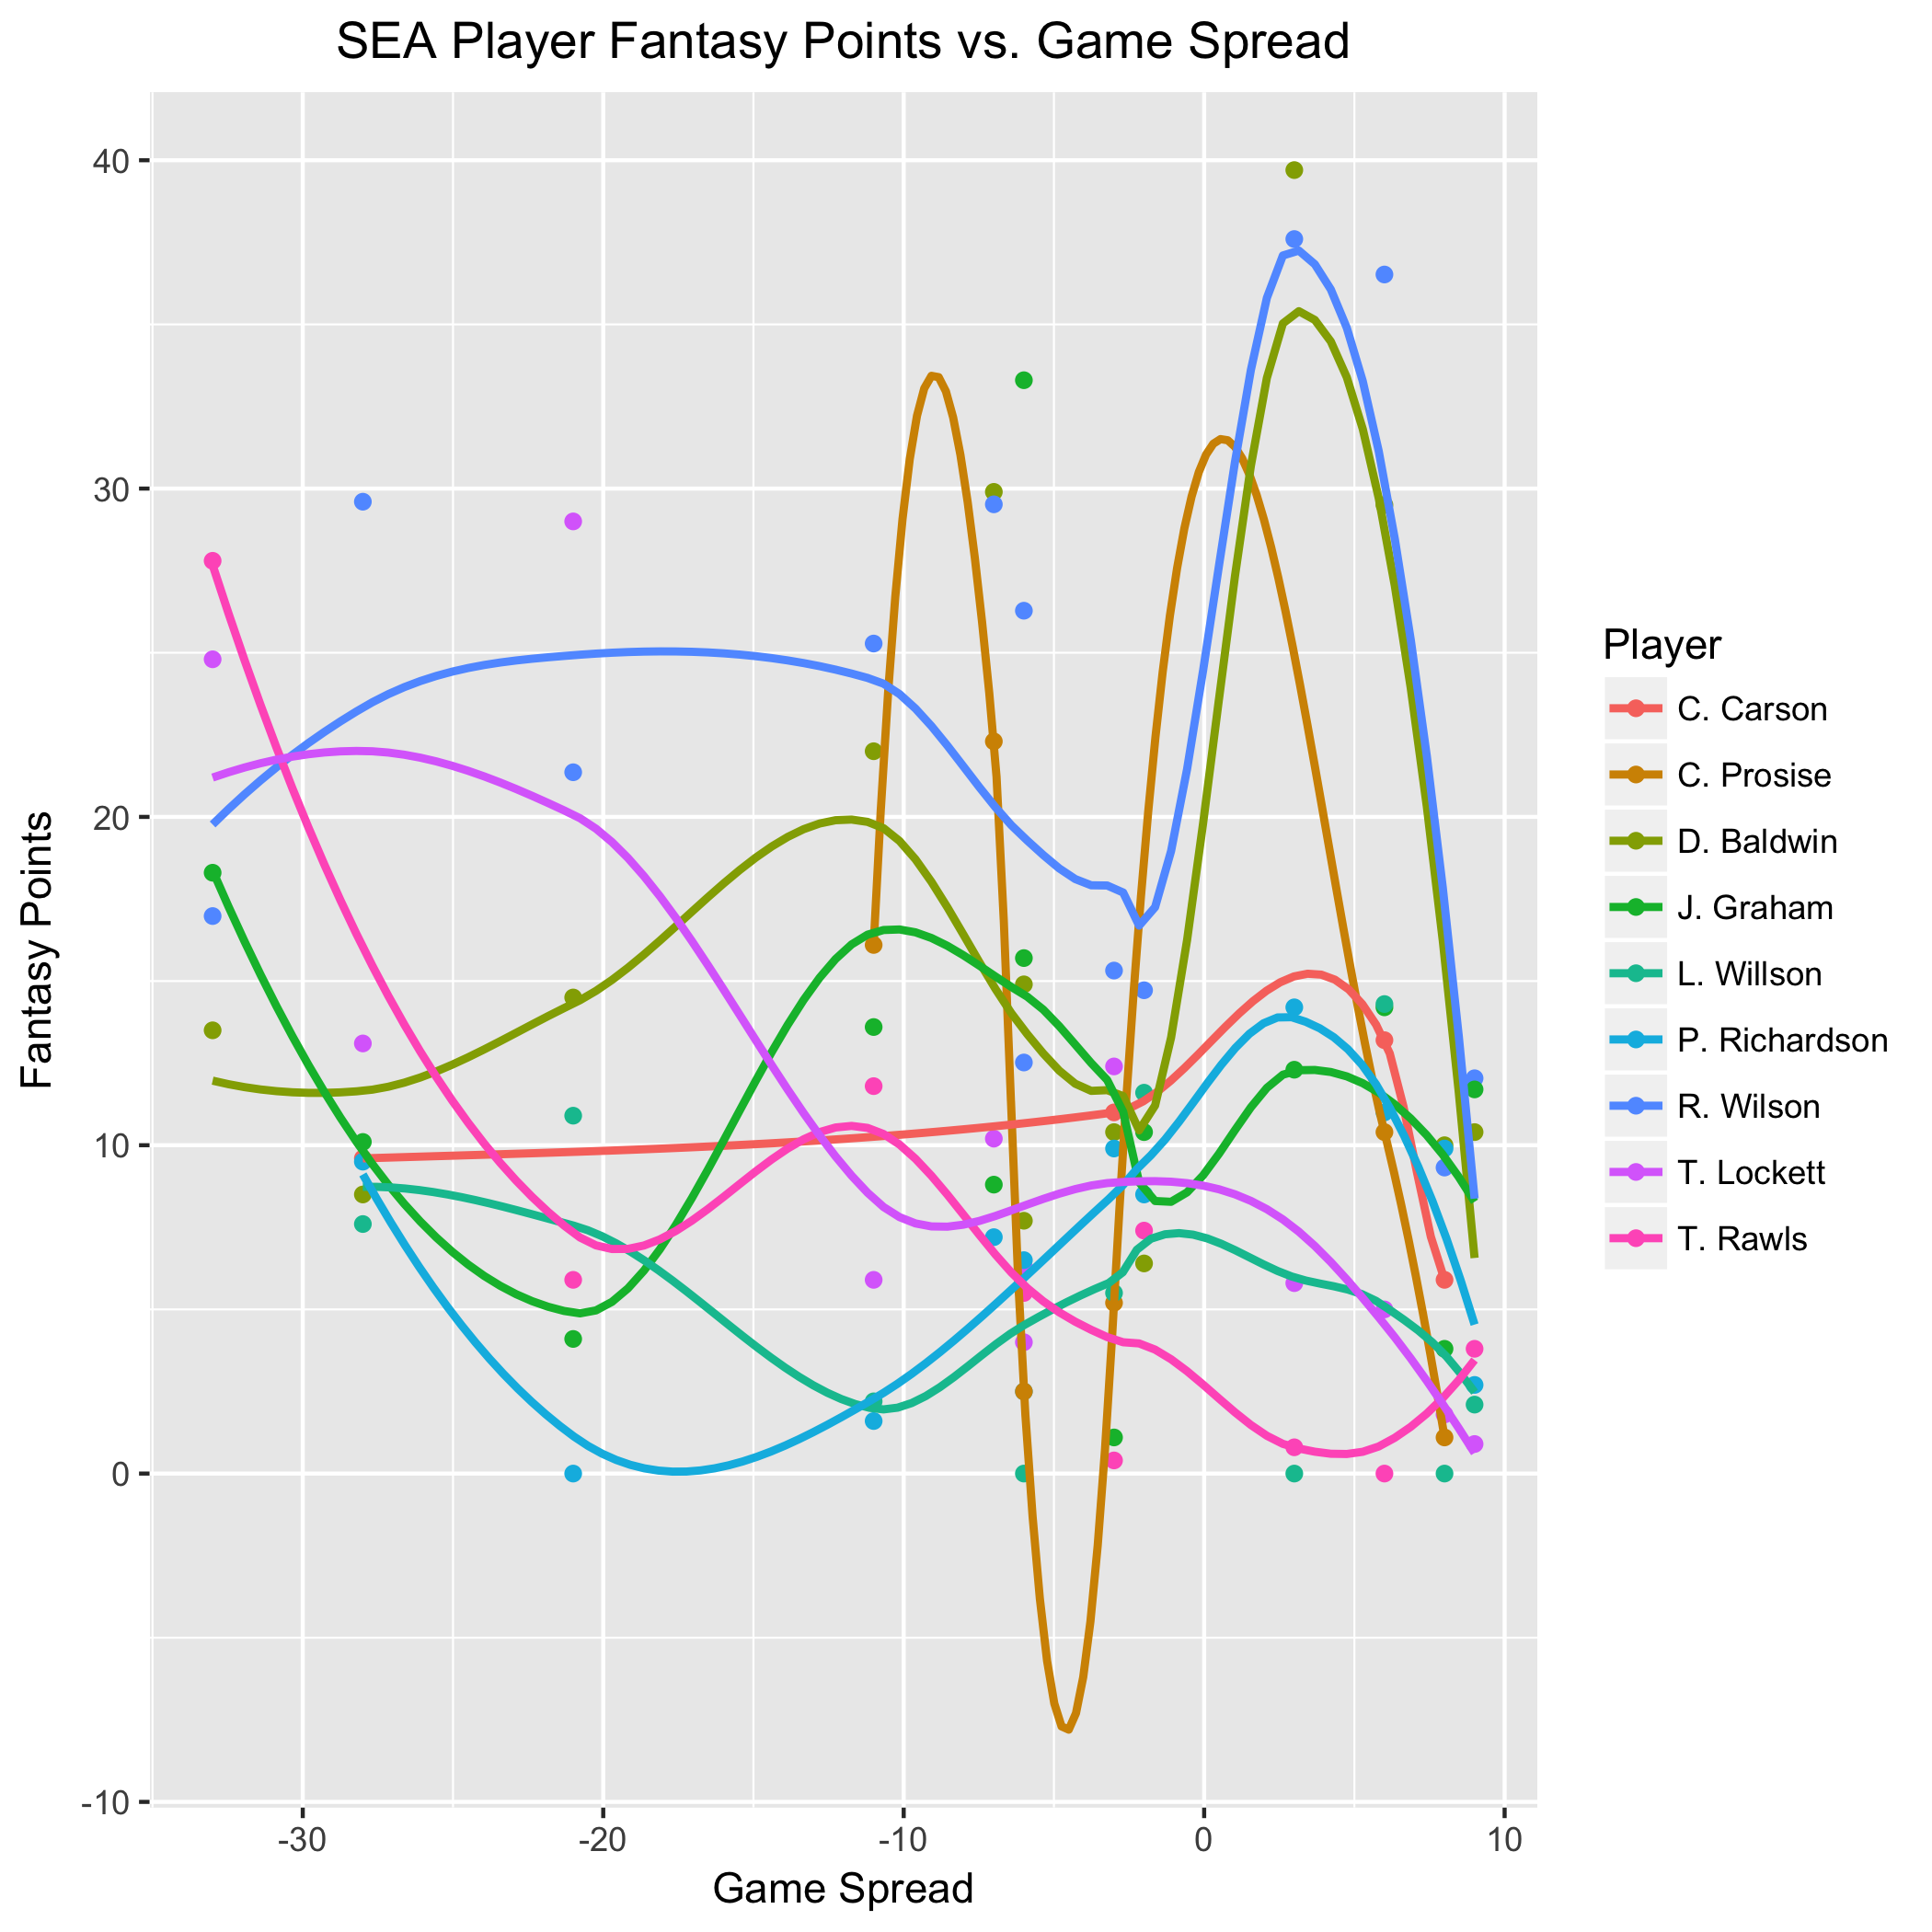 SEA Player Fantasy Points vs. Game Spread
Fantasy Points
40
30
20
10
0
-10
-30
-20
-10
0
10
Game Spread
Player
C. Carson
C. Prosise
D. Baldwin
J. Graham
L. Willson
P. Richardson
R. Wilson
T. Lockett
T. Rawls